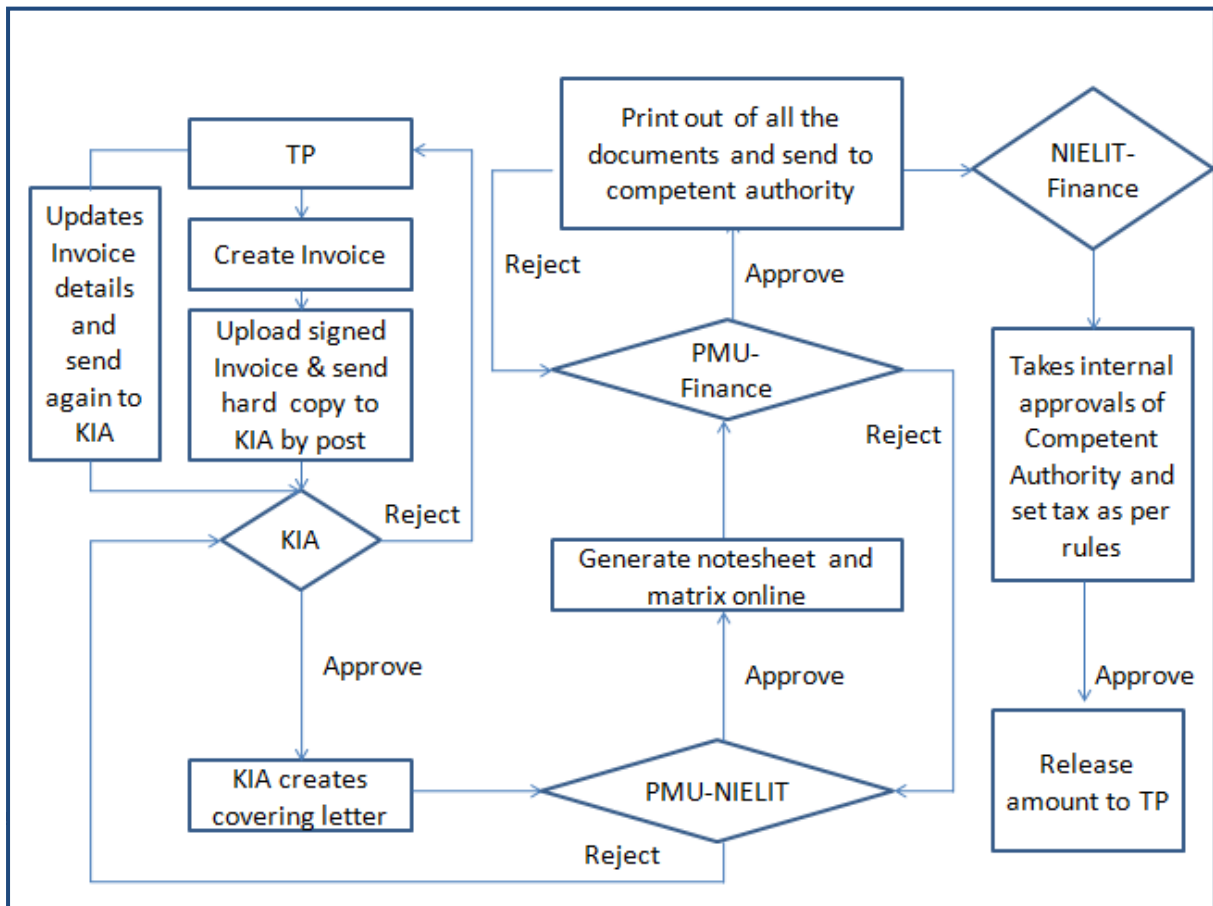 TP
Updates
Invoice
details
and
send
again to
KIA
Create Invoice
Upload signed
Invoice & send
hard copy to
KIA by post
KIA
Reject
Approve
KIA creates
covering letter
PMU-NIELIT
Reject
Approve
Generate notesheet and
matrix online
PMU-
Finance
Reject
Reject
Approve
Print out of all the
documents and send to
competent authority
NIELIT-
Finance
Takes internal
approvals of
Competent
Authority and
set tax as per
rules
Approve
Release
amount to TP